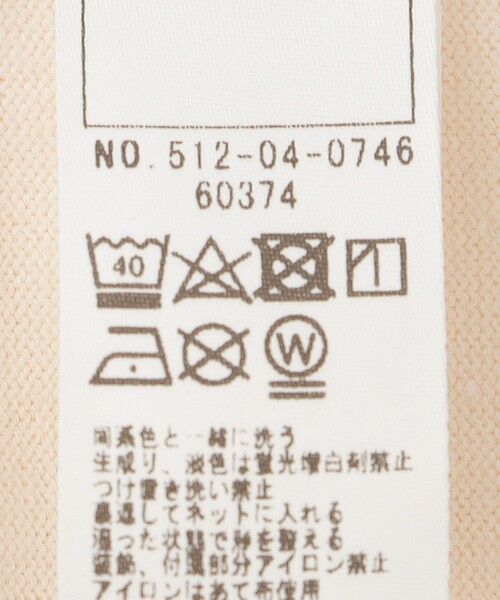 NO. 512-04-0746
60374
40
W
同系色と一緒に洗う
生成り、淡色は蛍光増白剤禁止
つけ置き洗い禁止
裏返してネットに入れる
湿った状態で形を整える
装飾、付属部分アイロン禁止
アイロンはあて布使用